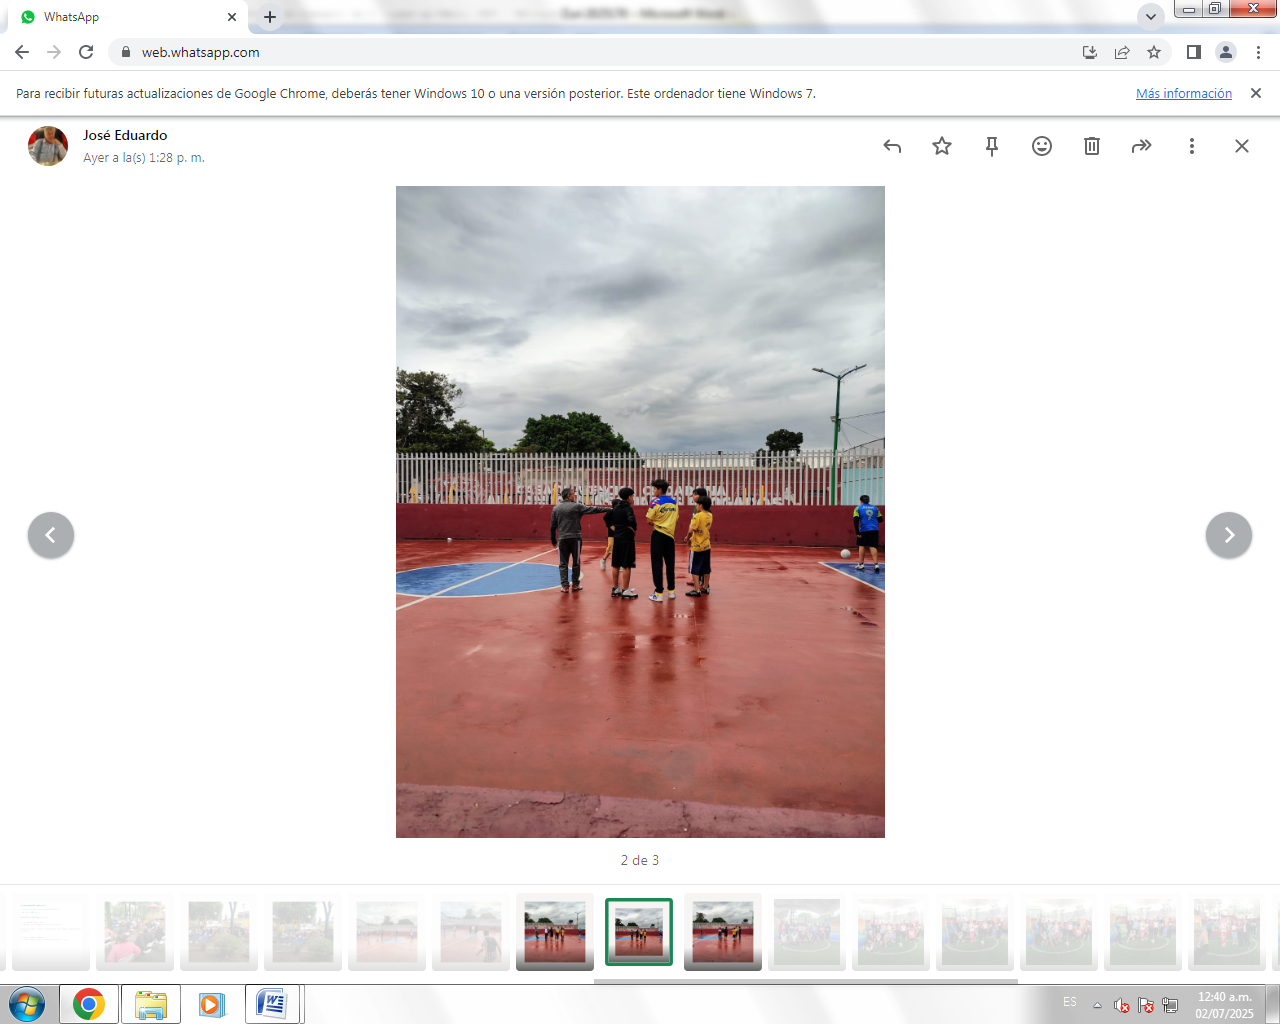 WhatsApp
web.whatsapp.com
Para recibir futuras actualizaciones de Google Chrome, deberás tener Windows 10 o una versión posterior. Este ordenador tiene Windows 7.
Más información
José Eduardo
Ayer a la(s) 1:28 p. m.
2 de 3
ES
12:40 a.m.
02/07/2025